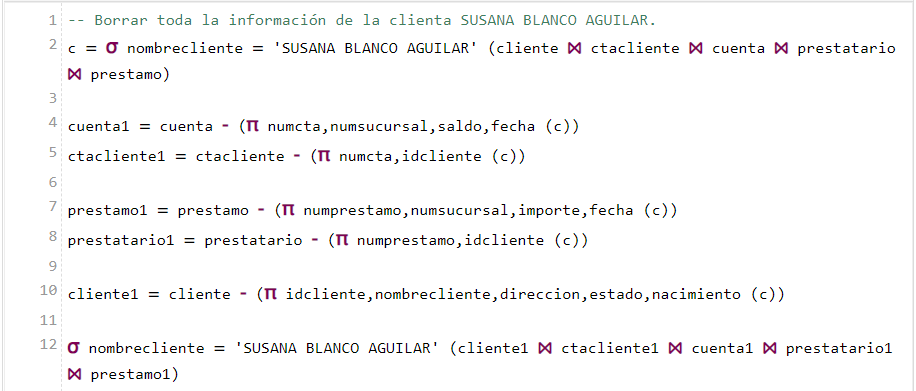 1 -- Borrar toda la información de la clienta SUSANA BLANCO AGUILAR.
2 c = σ nombrecliente = 'SUSANA BLANCO AGUILAR' (cliente ⋈ ctacliente ⋈ cuenta ⋈ prestatario
⋈ prestamo)
3
4 cuenta1 = cuenta - (π numcta,numsucursal,saldo,fecha (c))
5 ctacliente1 = ctacliente - (π numcta,idcliente (c))
6
7 prestamo1 = prestamo - (π numprestamo,numsucursal,importe,fecha (c))
8 prestatario1 = prestatario - (π numprestamo,idcliente (c))
9
10 cliente1 = cliente - (π idcliente,nombrecliente,direccion,estado,nacimiento (c))
11
12 σ nombrecliente = 'SUSANA BLANCO AGUILAR' (cliente1 ⋈ ctacliente1 ⋈ cuenta1 ⋈ prestatario1
⋈ prestamo1)